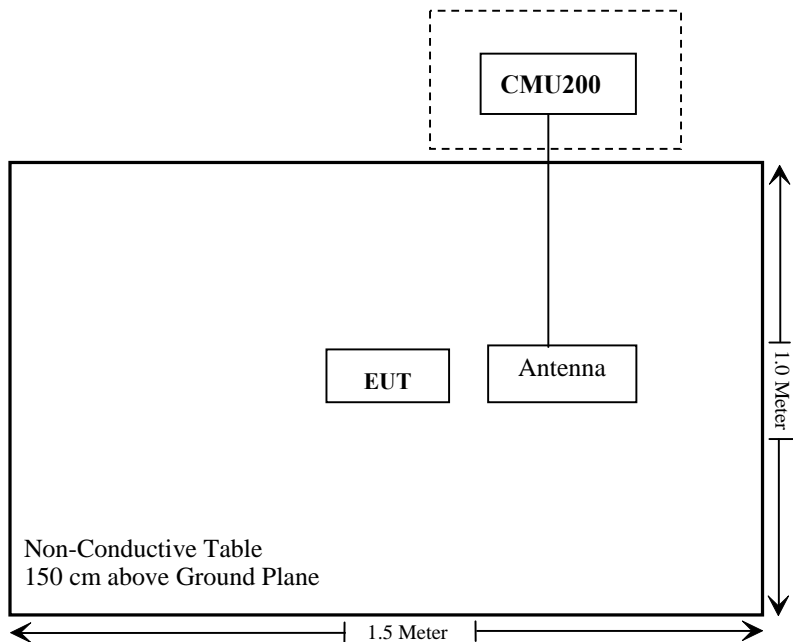 CMU200
EUT
Antenna
1.0 Meter
Non-Conductive Table
150 cm above Ground Plane
1.5 Meter